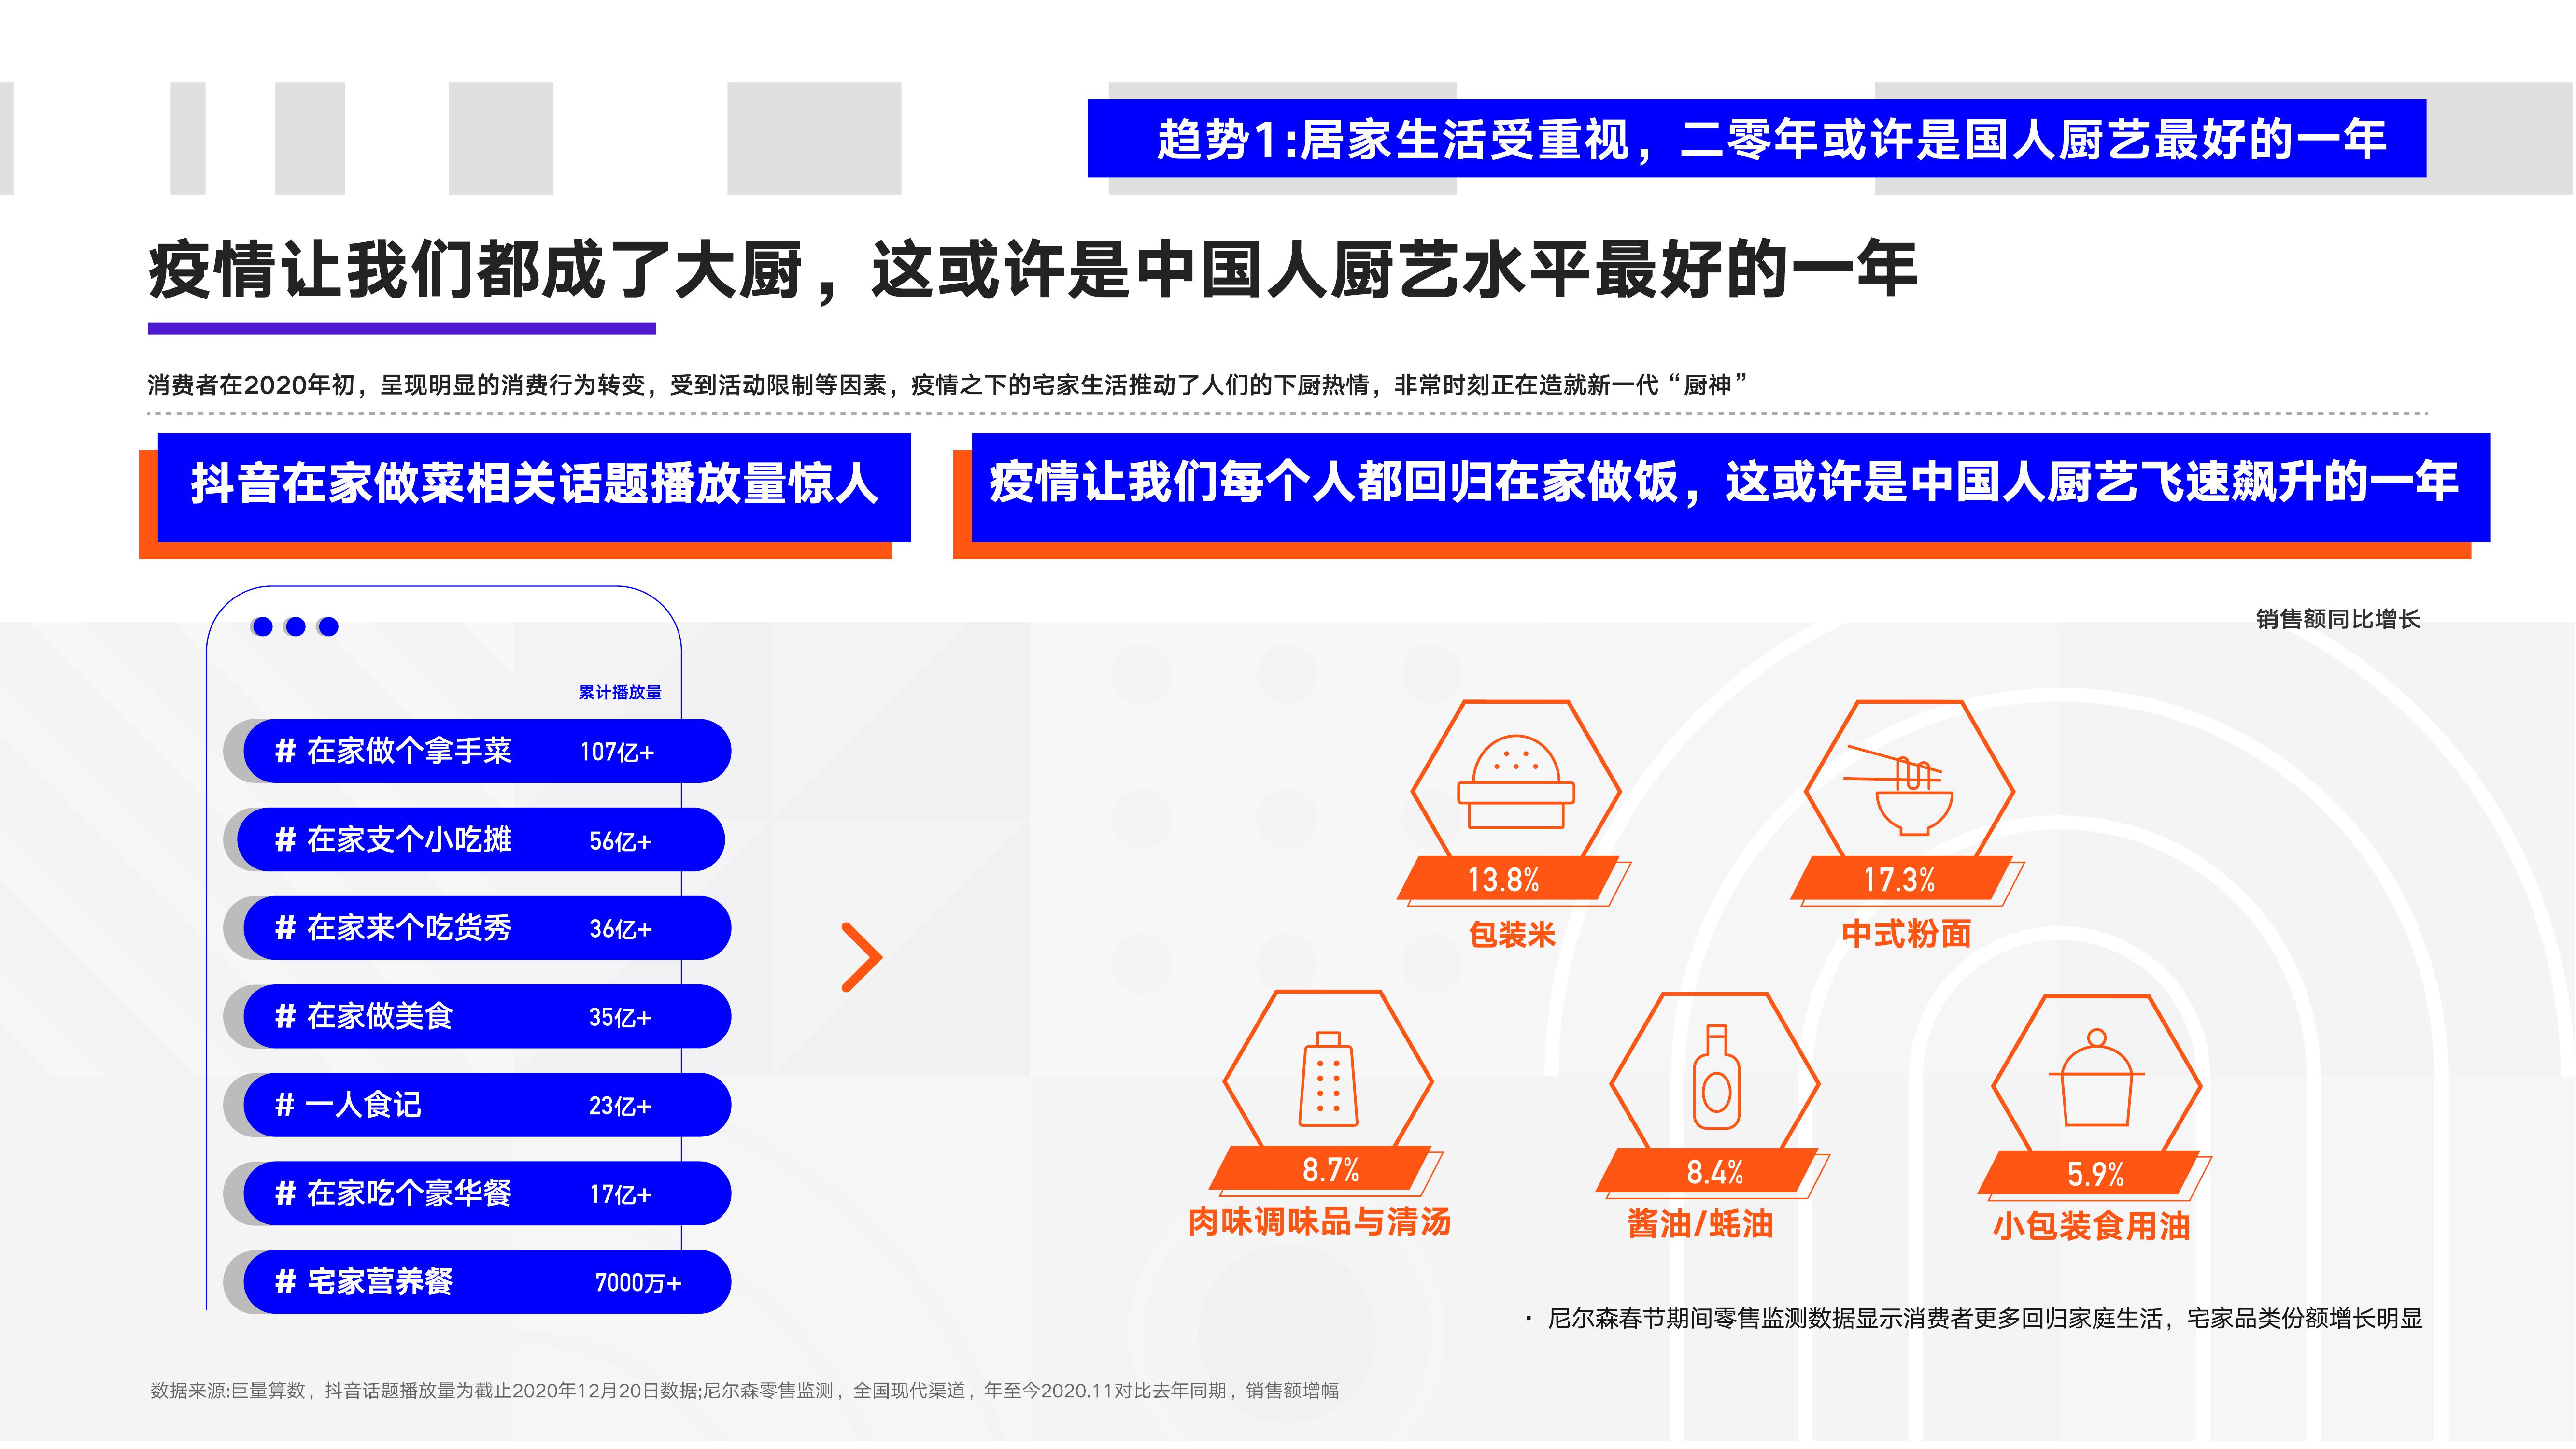 趋势1:居家生活受重视，二零年或许是国人厨艺最好的一年
疫情让我们都成了大厨，这或许是中国人厨艺水平最好的一年
消费者在2020年初，呈现明显的消费行为转变，受到活动限制等因素，疫情之下的宅家生活推动了人们的下厨热情，非常时刻正在造就新一代“厨神”
抖音在家做菜相关话题播放量惊人
累计播放量
# 在家做个拿手菜 107亿+
# 在家支个小吃摊 56亿+
# 在家来个吃货秀 36亿+
# 在家做美食 35亿+
# 一人食记 23亿+
# 在家吃个豪华餐 17亿+
# 宅家营养餐 7000万+
疫情让我们每个人都回归在家做饭，这或许是中国人厨艺飞速飙升的一年
销售额同比增长
13.8%
包装米
17.3%
中式粉面
8.7%
肉味调味品与清汤
8.4%
酱油/蚝油
5.9%
小包装食用油
· 尼尔森春节期间零售监测数据显示消费者更多回归家庭生活，宅家品类份额增长明显
数据来源:巨量算数，抖音话题播放量为截止2020年12月20日数据;尼尔森零售监测，全国现代渠道，年至今2020.11对比去年同期，销售额增幅